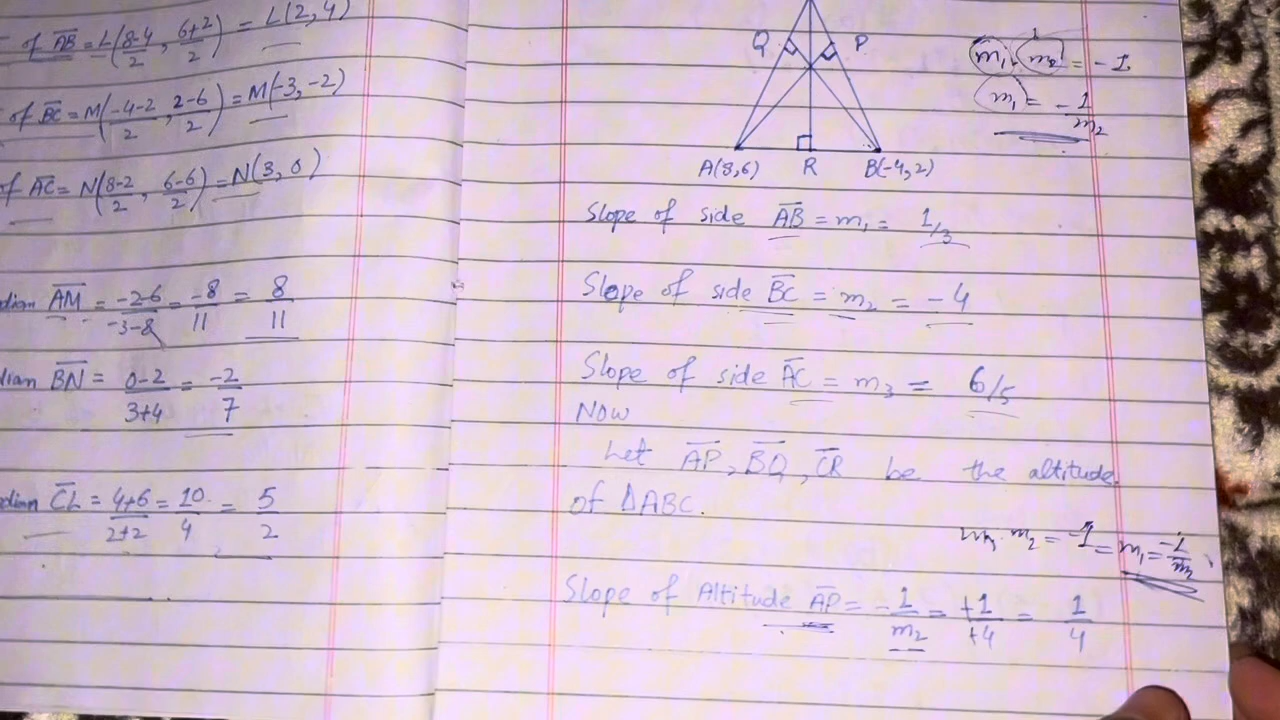 of AB = L(8-4/2, 6+2/2) = L(2, 4)
of BC = M(-4-2/2, 2-6/2) = M(-3, -2)
of AC = N(8-2/2, 6-6/2) = N(3, 0)
dian AM = -2-6/-3-8 = -8/11 = 8/11
dian BN = 0-2/3+4 = -2/7
dian CL = 4+6/2+2 = 10/4 = 5/2
Q P
A(8,6) R B(-4,2)
m1 · m2 = -1
m1 = -1/m2
Slope of side AB = m1 = 1/3
Slope of side BC = m2 = -4
Slope of side AC = m3 = 6/5
Now
Let AP, BQ, CR be the altitude
of ΔABC.
m1 · m2 = -1 = m1 = -1/m2
Slope of Altitude AP = -1/m2 = +1/+4 = 1/4